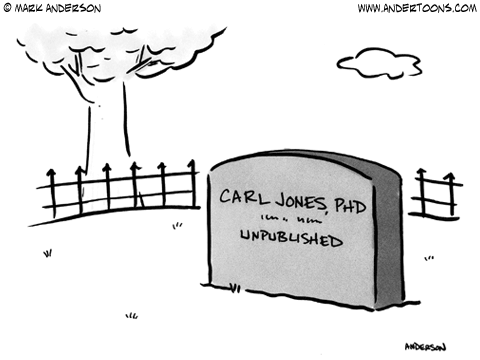 © MARK ANDERSON
WWW.ANDERTOONS.COM
CARL JONES, PHD
UNPUBLISHED
ANDERSON